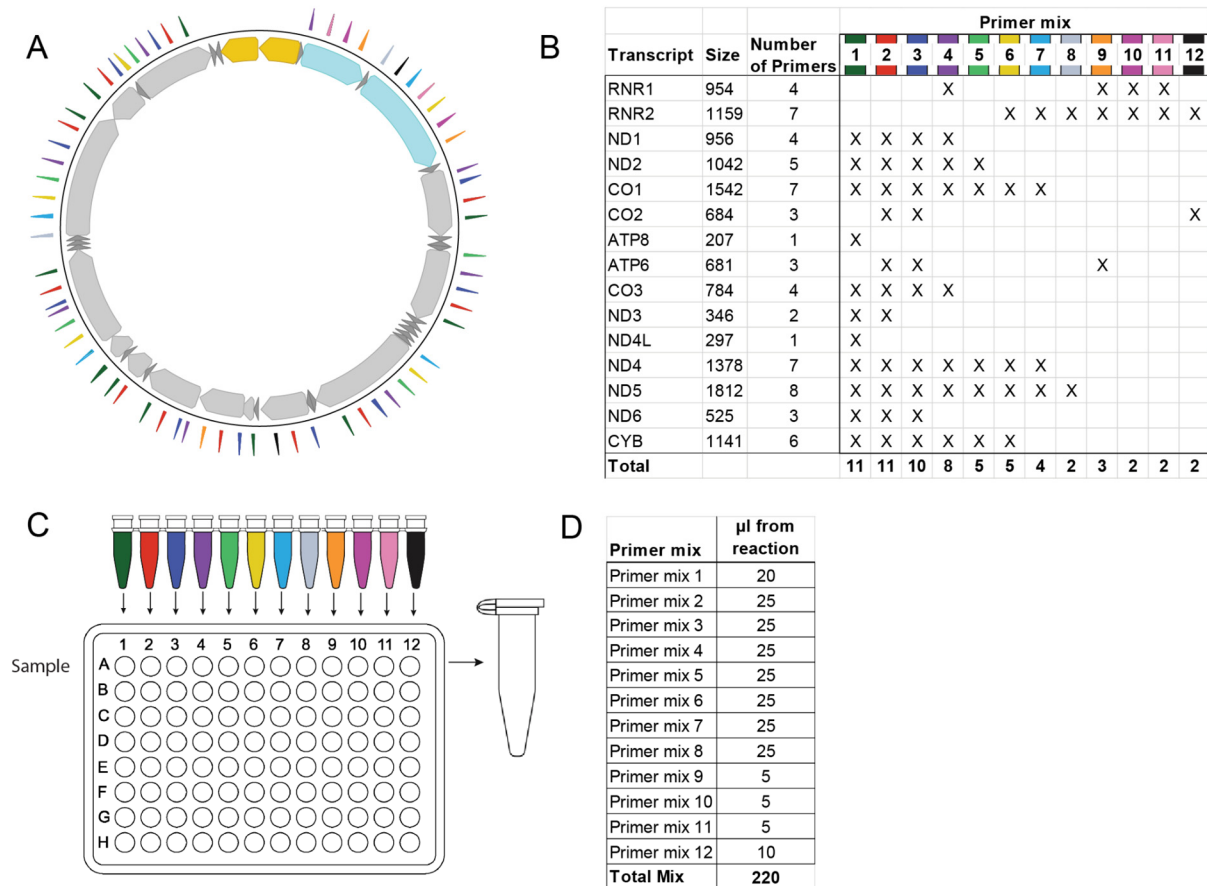 A
B
Primer mix
Transcript Size Number of Primers 1 2 3 4 5 6 7 8 9 10 11 12
RNR1 954 4 X X X X
RNR2 1159 7 X X X X X X X
ND1 956 4 X X X X
ND2 1042 5 X X X X X
CO1 1542 7 X X X X X X X
CO2 684 3 X X X
ATP8 207 1 X
ATP6 681 3 X X X
CO3 784 4 X X X X
ND3 346 2 X X
ND4L 297 1 X
ND4 1378 7 X X X X X X X
ND5 1812 8 X X X X X X X X
ND6 525 3 X X X
CYB 1141 6 X X X X X X
Total 11 11 10 8 5 5 4 2 3 2 2 2
C
Sample
1 2 3 4 5 6 7 8 9 10 11 12
A
B
C
D
E
F
G
H
D
Primer mix µl from reaction
Primer mix 1 20
Primer mix 2 25
Primer mix 3 25
Primer mix 4 25
Primer mix 5 25
Primer mix 6 25
Primer mix 7 25
Primer mix 8 25
Primer mix 9 5
Primer mix 10 5
Primer mix 11 5
Primer mix 12 10
Total Mix 220